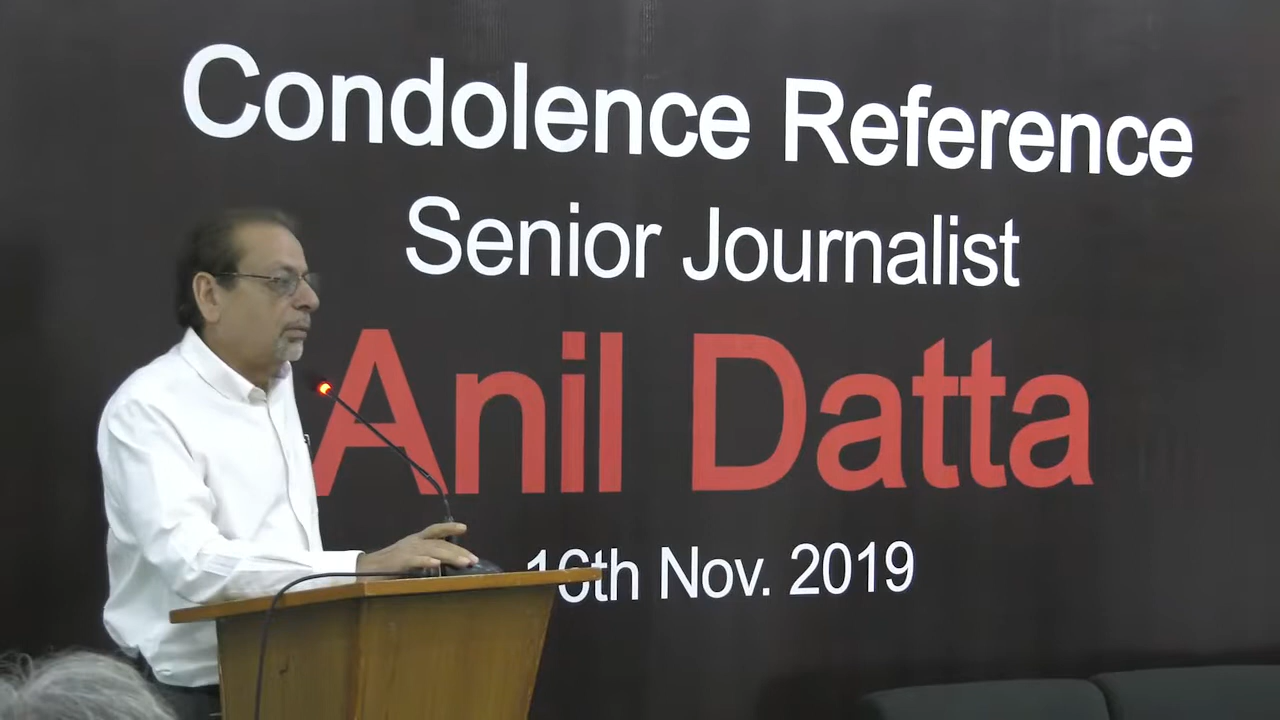 Condolence Reference
Senior Journalist
Anil Datta
16th Nov. 2019